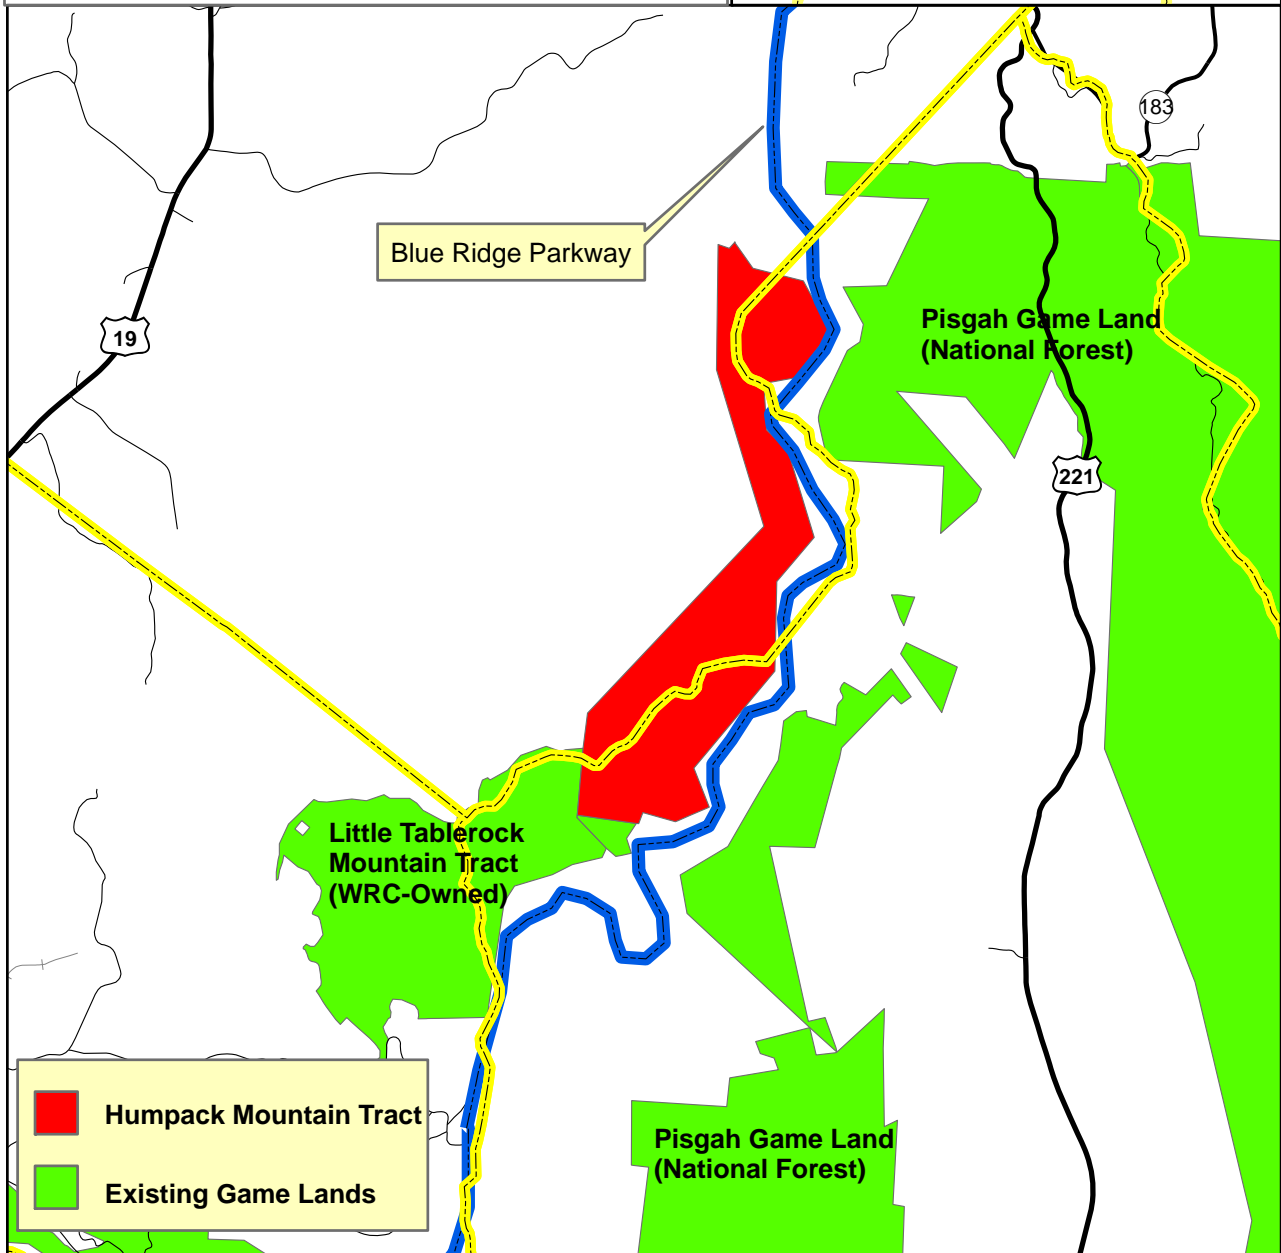 183
Blue Ridge Parkway
19
Pisgah Game Land
(National Forest)
221
Little Tablerock
Mountain Tract
(WRC-Owned)
Humpack Mountain Tract
Existing Game Lands
Pisgah Game Land
(National Forest)